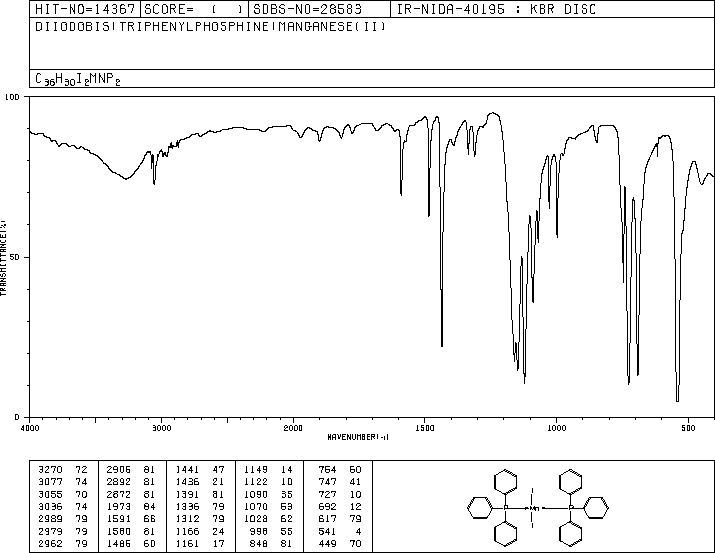 HIT-NO=14367 SCORE= ( ) SDBS-NO=28583 IR-NIDA-40195 : KBR DISC
DIIODOBIS(TRIPHENYLPHOSPHINE)MANGANESE(II)
C36H30I2MNP2
100
50
0
TRANSMITTANCE(%)
4000 3000 2000 1500 1000 500
WAVENUMBER(-1)
3270 72 2906 81 1441 47 1149 14 754 60
3077 74 2892 81 1436 21 1122 10 747 41
3055 70 2872 81 1391 81 1090 35 727 10
3036 74 1973 84 1336 79 1070 53 692 12
2989 79 1591 66 1312 79 1028 62 617 79
2979 79 1580 81 1166 24 998 55 541 4
2962 79 1486 60 1161 17 848 81 449 70
I
P Mn P
I